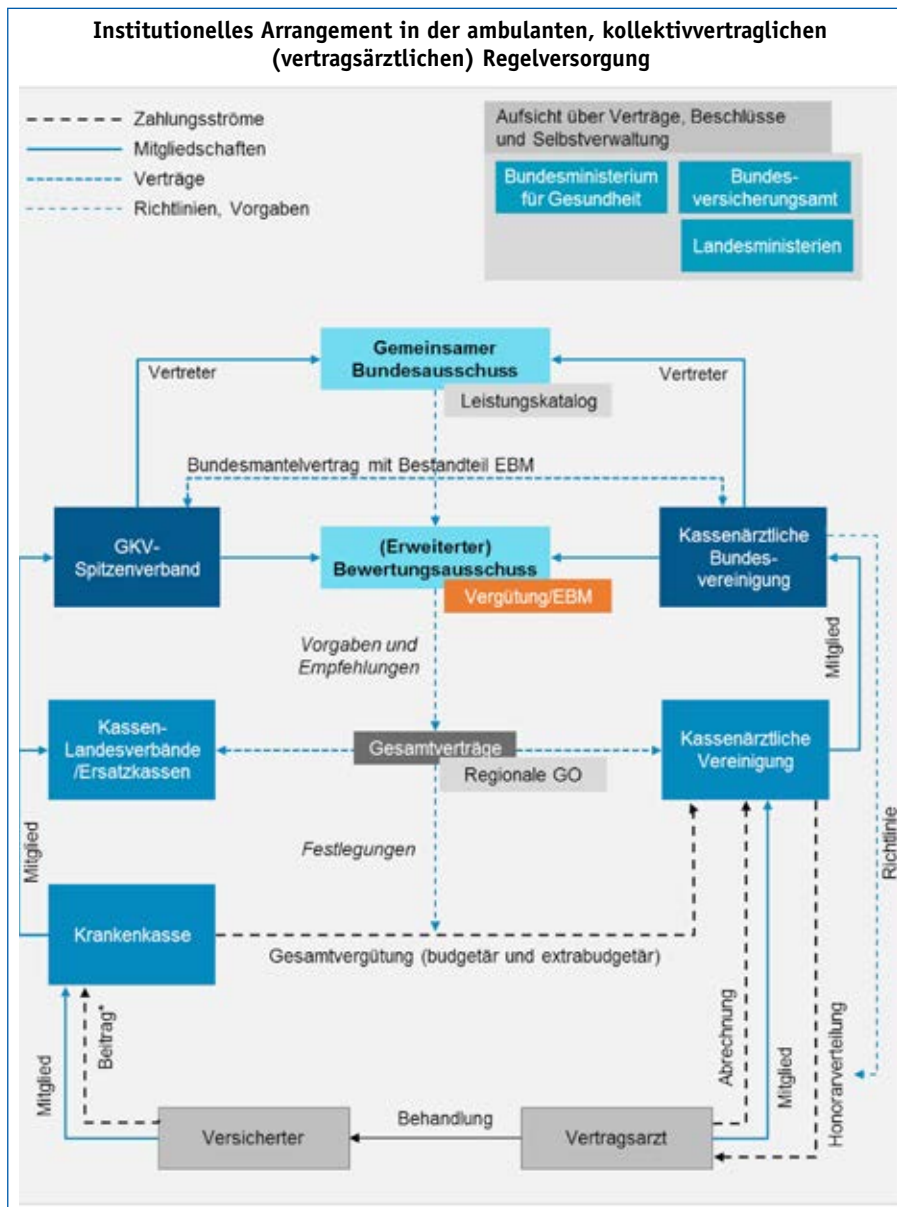 Institutionelles Arrangement in der ambulanten, kollektivvertraglichen
(vertragsärztlichen) Regelversorgung
Zahlungsströme
Mitgliedschaften
Verträge
Richtlinien, Vorgaben
Aufsicht über Verträge, Beschlüsse
und Selbstverwaltung
Bundesministerium
für Gesundheit
Bundes-
versicherungsamt
Landesministerien
Gemeinsamer
Bundesausschuss
Vertreter
Vertreter
Leistungskatalog
Bundesmantelvertrag mit Bestandteil EBM
GKV-
Spitzenverband
(Erweiterter)
Bewertungsausschuss
Kassenärztliche
Bundes-
vereinigung
Vergütung/EBM
Vorgaben und
Empfehlungen
Mitglied
Kassen-
Landesverbände
/Ersatzkassen
Gesamtverträge
Regionale GO
Kassenärztliche
Vereinigung
Mitglied
Festlegungen
Richtlinie
Krankenkasse
Gesamtvergütung (budgetär und extrabudgetär)
Mitglied
Beitrag*
Abrechnung
Mitglied
Honorarverteilung
Versicherter
Behandlung
Vertragsarzt